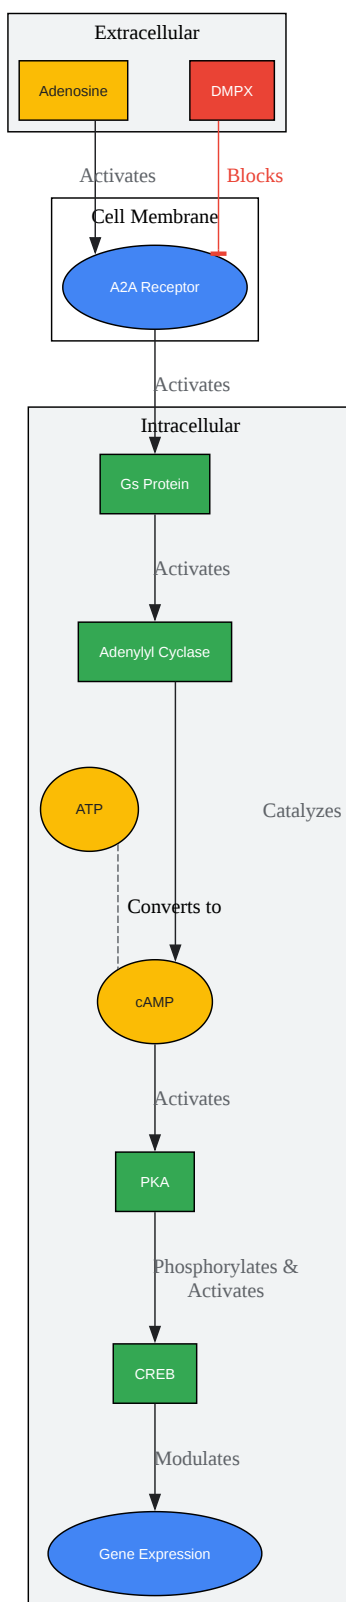 Extracellular
Adenosine
DMPX
Activates
Blocks
Cell Membrane
A2A Receptor
Activates
Intracellular
Gs Protein
Activates
Adenylyl Cyclase
ATP
Catalyzes
Converts to
cAMP
Activates
PKA
Phosphorylates &
Activates
CREB
Modulates
Gene Expression